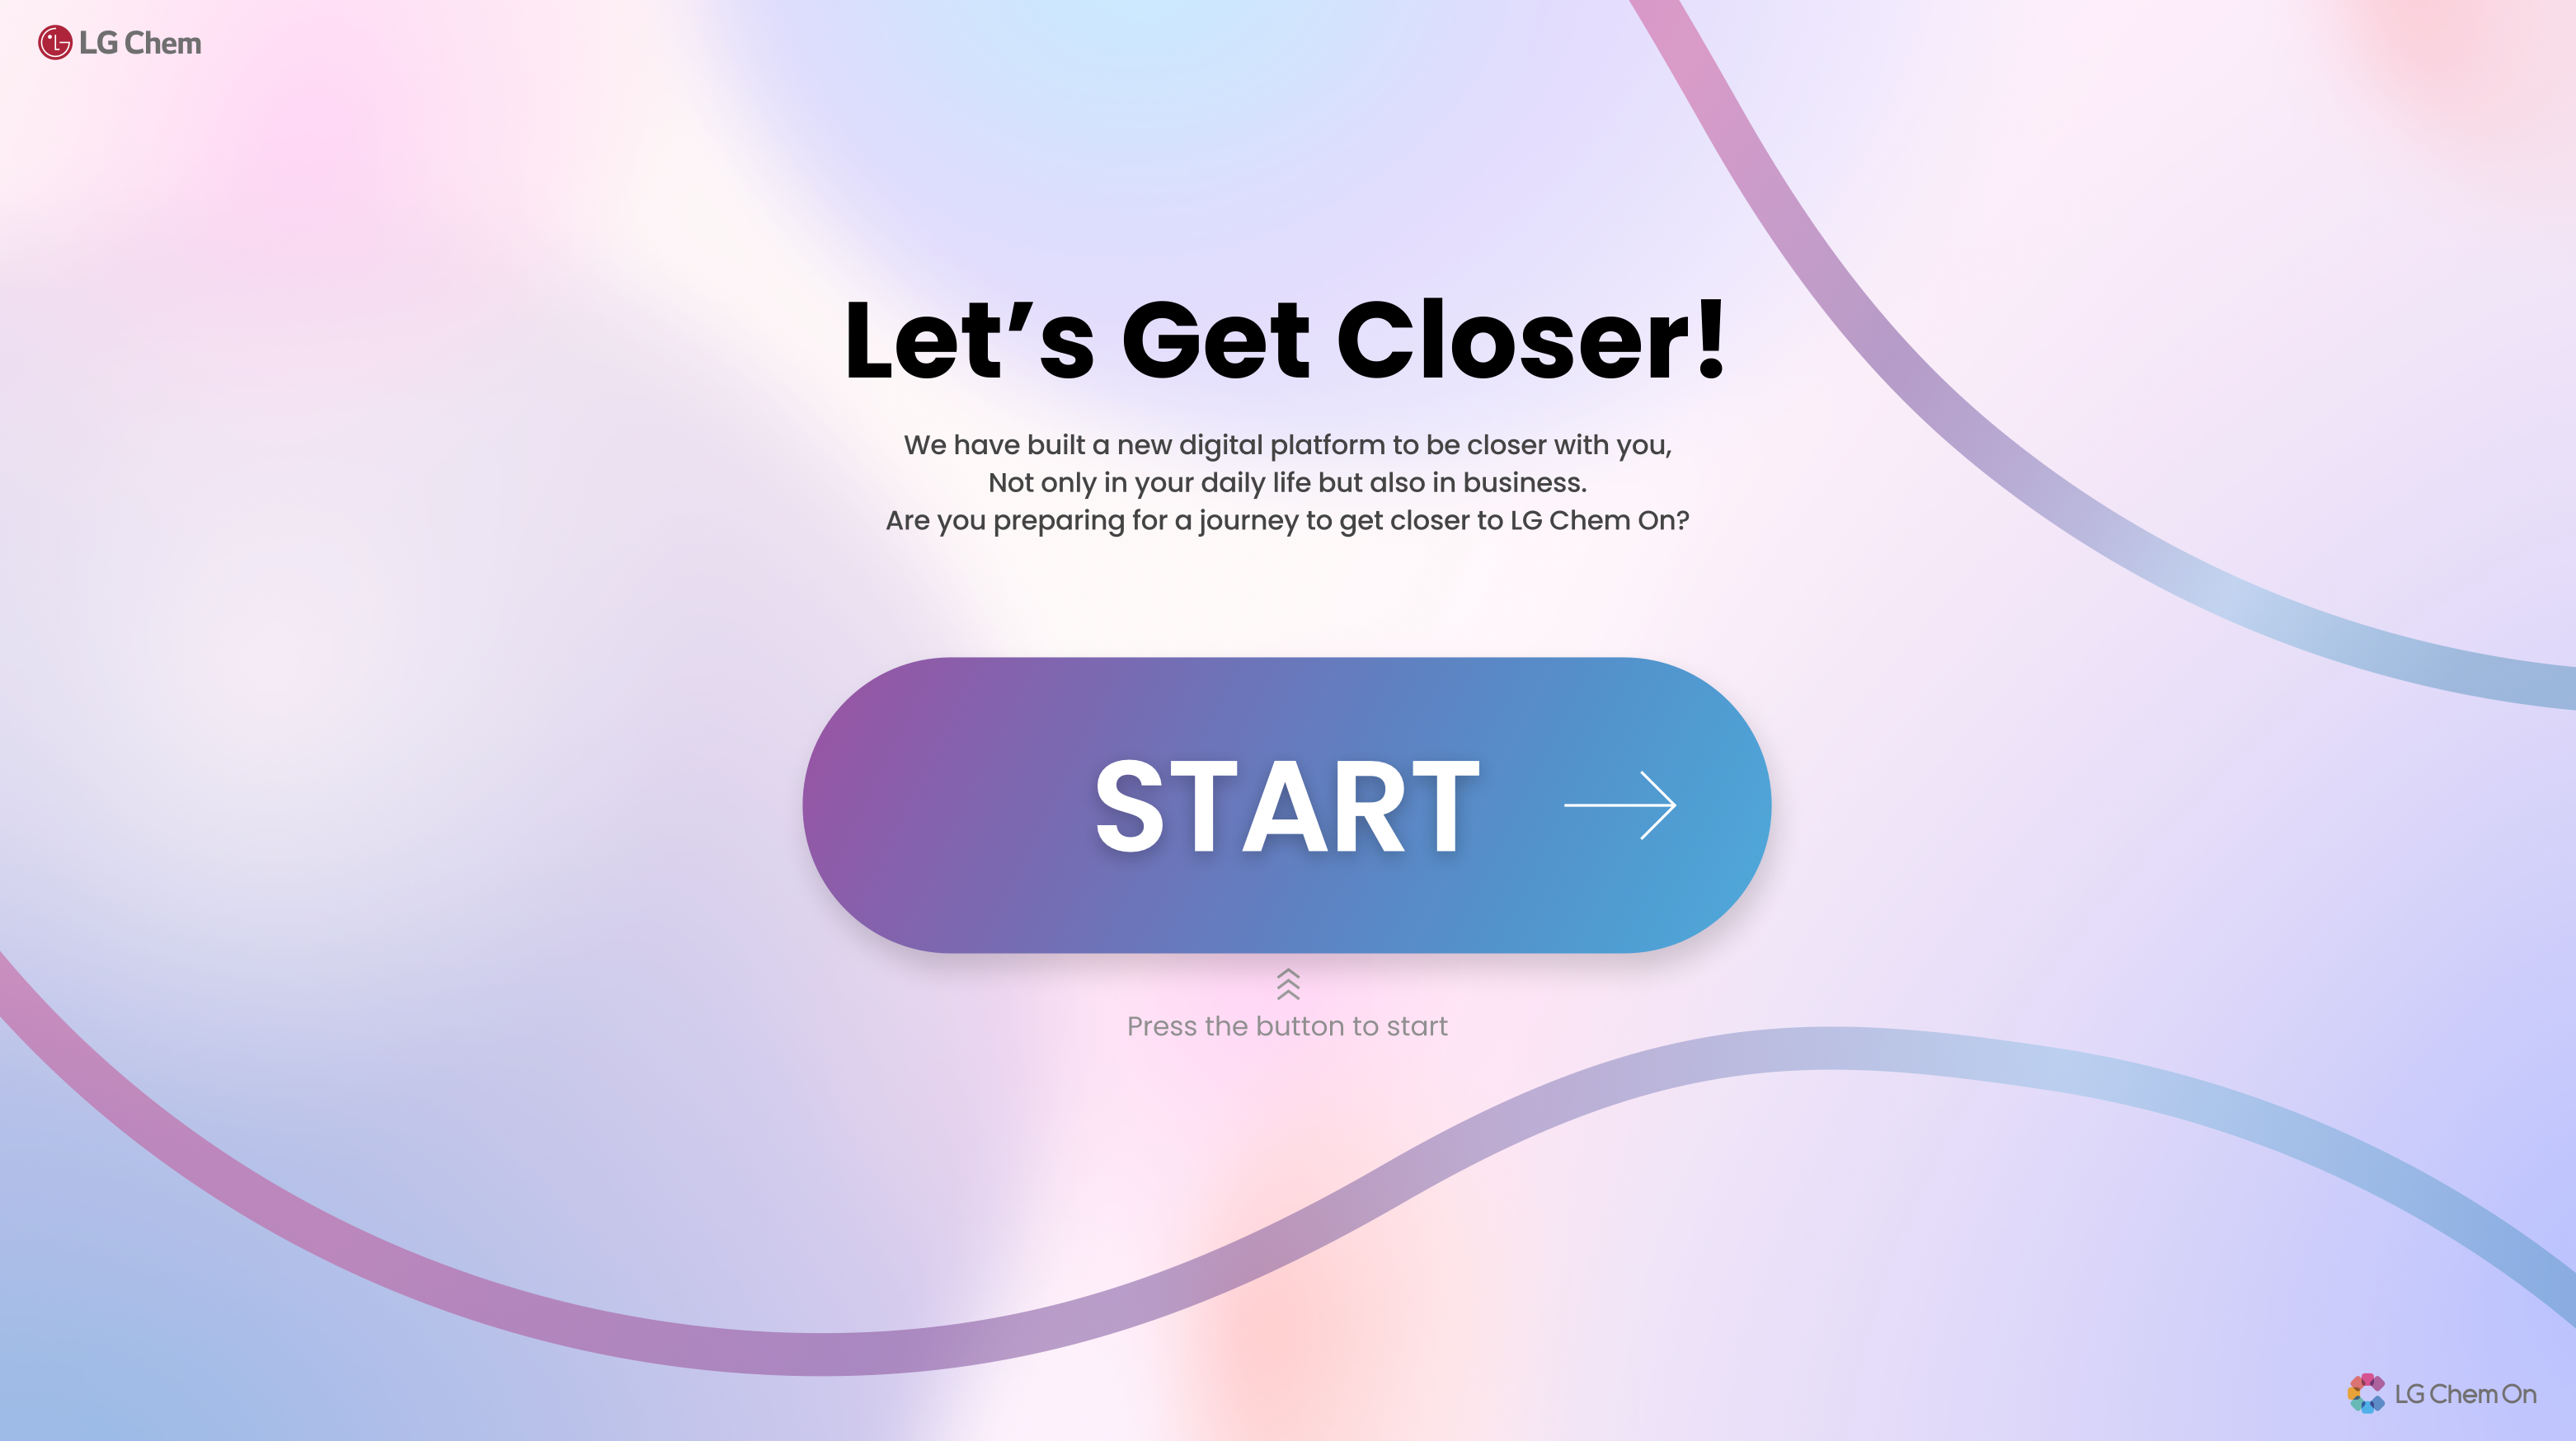 LG Chem
Let's Get Closer!
We have built a new digital platform to be closer with you,
Not only in your daily life but also in business.
Are you preparing for a journey to get closer to LG Chem On?
START
Press the button to start
LG Chem On